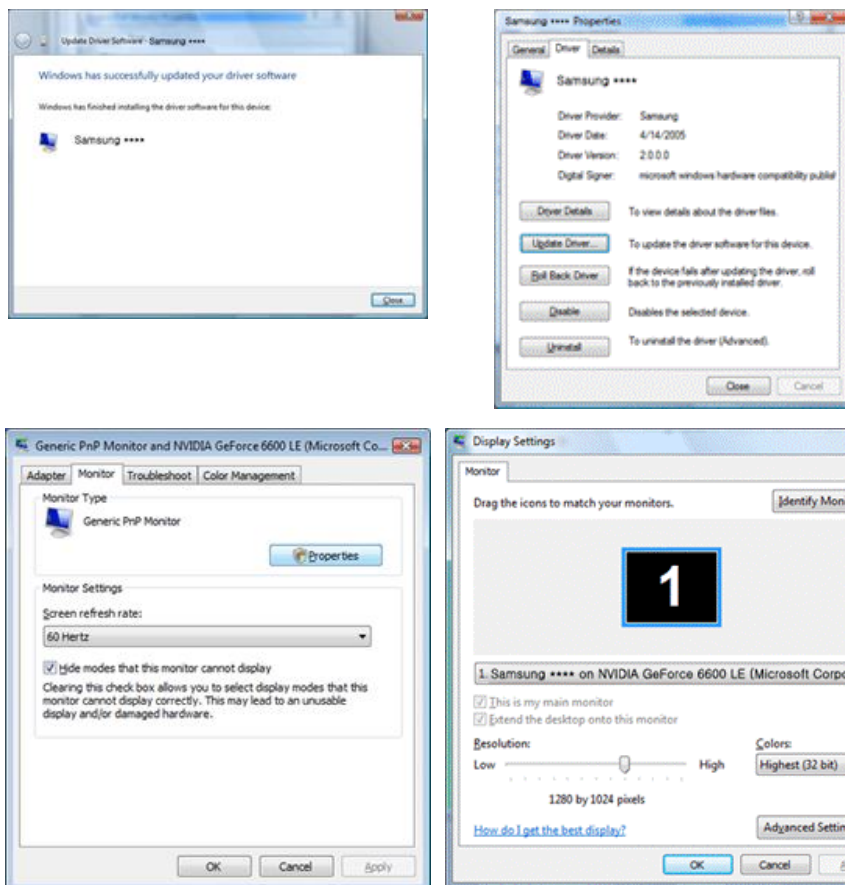 Update Driver Software - Samsung ****
Windows has successfully updated your driver software
Windows has finished installing the driver software for this device:
Samsung ****
Close
Samsung **** Properties
General Driver Details
Samsung ****
Driver Provider: Samsung
Driver Date: 4/14/2005
Driver Version: 2.0.0.0
Digital Signer: microsoft windows hardware compatibility publis
Driver Details To view details about the driver files.
Update Driver... To update the driver software for this device.
Roll Back Driver If the device fails after updating the driver, roll
back to the previously installed driver.
Disable Disables the selected device.
Uninstall To uninstall the driver (Advanced).
Close Cancel
Generic PnP Monitor and NVIDIA GeForce 6600 LE (Microsoft Co...
Adapter Monitor Troubleshoot Color Management
Monitor Type
Generic PnP Monitor
Properties
Monitor Settings
Screen refresh rate:
60 Hertz
Hide modes that this monitor cannot display
Clearing this check box allows you to select display modes that this
monitor cannot display correctly. This may lead to an unusable
display and/or damaged hardware.
OK Cancel Apply
Display Settings
Monitor
Drag the icons to match your monitors. Identify Moni
1
1. Samsung **** on NVIDIA GeForce 6600 LE (Microsoft Corpo
This is my main monitor
Extend the desktop onto this monitor
Resolution: Colors:
Low High Highest (32 bit)
1280 by 1024 pixels
How do I get the best display? Advanced Settin
OK Cancel